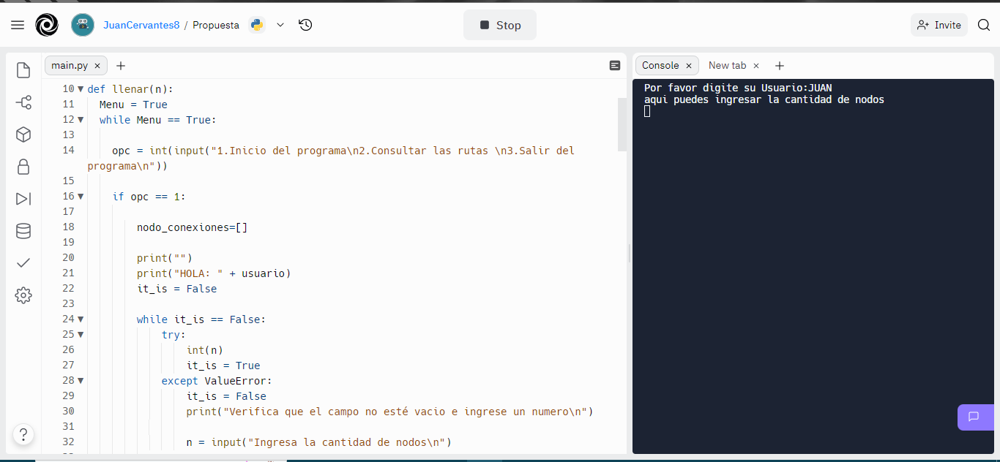 JuanCervantes8 / Propuesta
Stop
Invite
main.py × +
10 ▼ def llenar(n):
11 Menu = True
12 ▼ while Menu == True:
13
14 opc = int(input("1.Inicio del programa\n2.Consultar las rutas \n3.Salir del
programa\n"))
15
16 ▼ if opc == 1:
17
18 nodo_conexiones=[]
19
20 print("")
21 print("HOLA: " + usuario)
22 it_is = False
23
24 ▼ while it_is == False:
25 ▼ try:
26 int(n)
27 it_is = True
28 ▼ except ValueError:
29 it_is = False
30 print("Verifica que el campo no esté vacio e ingrese un numero\n")
31
32 n = input("Ingresa la cantidad de nodos\n")
?
Console × New tab × +
Por favor digite su Usuario:JUAN
aqui puedes ingresar la cantidad de nodos